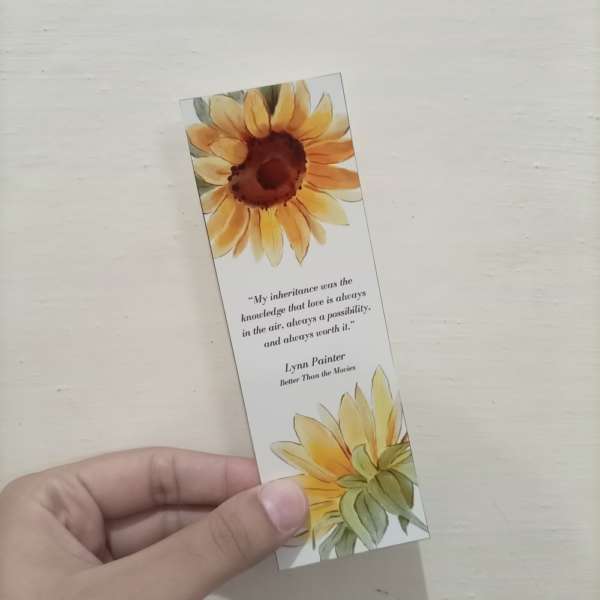 “My inheritance was the
knowledge that love is always
in the air, always a possibility,
and always worth it.”
Lynn Painter
Better Than the Movies